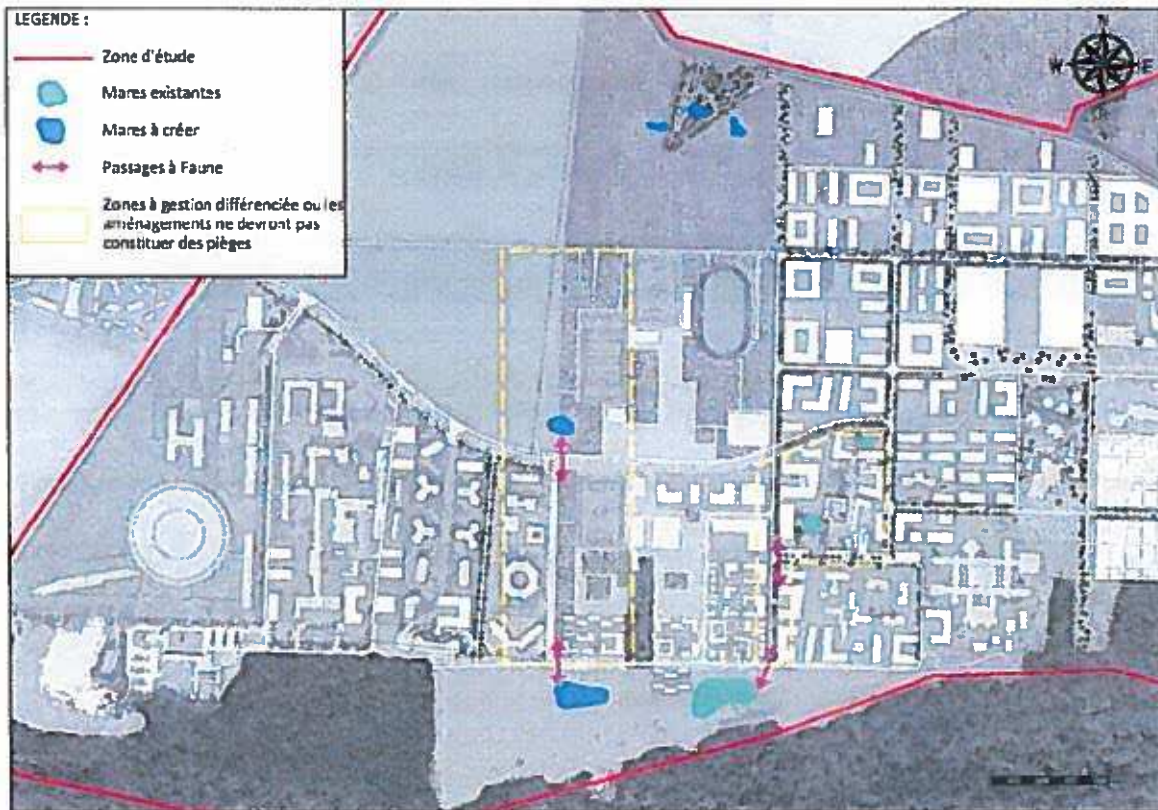 LEGENDE :
Zone d'étude
Mares existantes
Mares à créer
Passages à Faune
Zones à gestion différenciée ou les
aménagements ne devront pas
constituer des pièges
N
W E